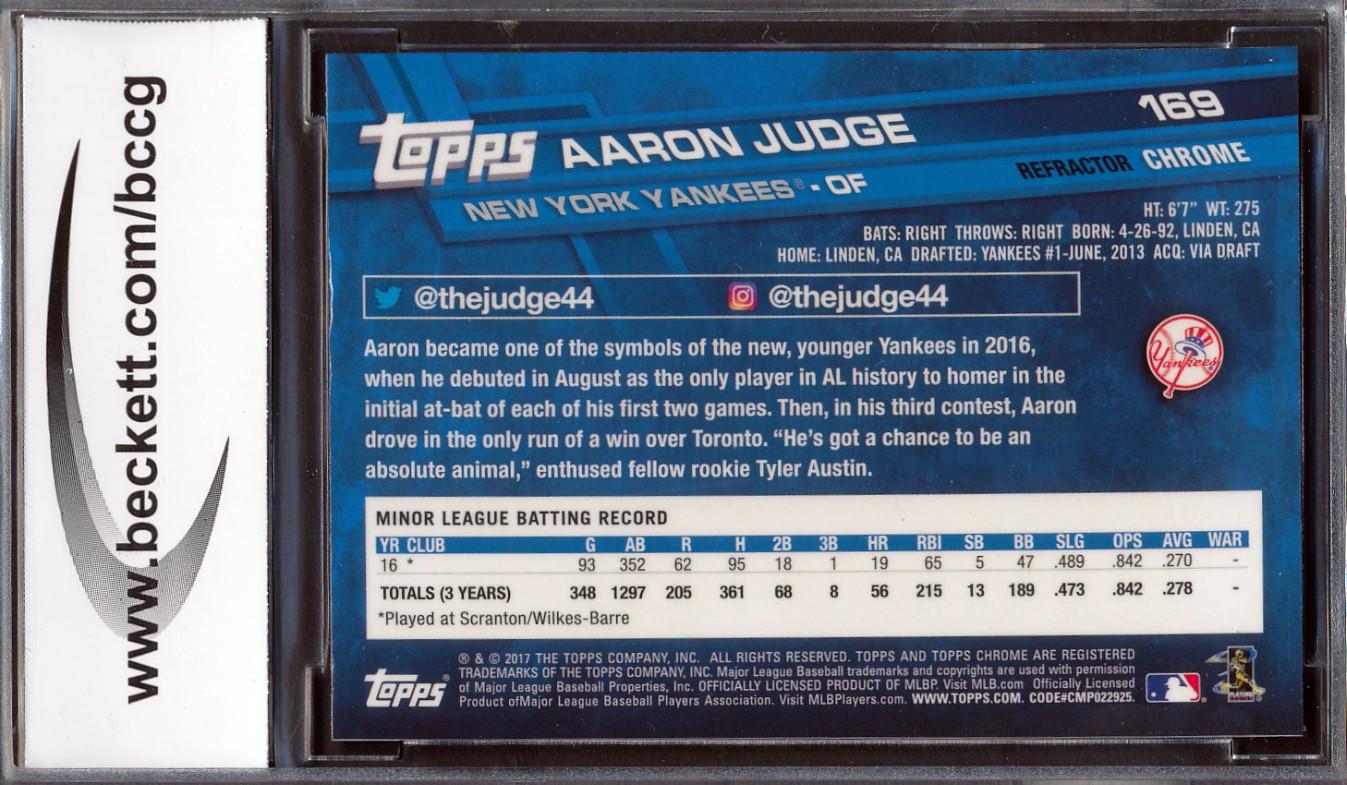 www.beckett.com/bccg
topps AARON JUDGE 169
NEW YORK YANKEES® - OF REFRACTOR CHROME
HT: 6'7" WT: 275
BATS: RIGHT THROWS: RIGHT BORN: 4-26-92, LINDEN, CA
HOME: LINDEN, CA DRAFTED: YANKEES #1-JUNE, 2013 ACQ: VIA DRAFT
@thejudge44 @thejudge44
Aaron became one of the symbols of the new, younger Yankees in 2016,
when he debuted in August as the only player in AL history to homer in the
initial at-bat of each of his first two games. Then, in his third contest, Aaron
drove in the only run of a win over Toronto. “He's got a chance to be an
absolute animal,” enthused fellow rookie Tyler Austin.
Yankees
MINOR LEAGUE BATTING RECORD
YR CLUB G AB R H 2B 3B HR RBI SB BB SLG OPS AVG WAR
16 * 93 352 62 95 18 1 19 65 5 47 .489 .842 .270 -
TOTALS (3 YEARS) 348 1297 205 361 68 8 56 215 13 189 .473 .842 .278 -
*Played at Scranton/Wilkes-Barre
® & © 2017 THE TOPPS COMPANY, INC. ALL RIGHTS RESERVED. TOPPS AND TOPPS CHROME ARE REGISTERED
TRADEMARKS OF THE TOPPS COMPANY, INC. Major League Baseball trademarks and copyrights are used with permission
of Major League Baseball Properties, Inc. OFFICIALLY LICENSED PRODUCT OF MLBP. Visit MLB.com Officially Licensed
Product ofMajor League Baseball Players Association. Visit MLBPlayers.com. WWW.TOPPS.COM. CODE#CMP022925.
topps®